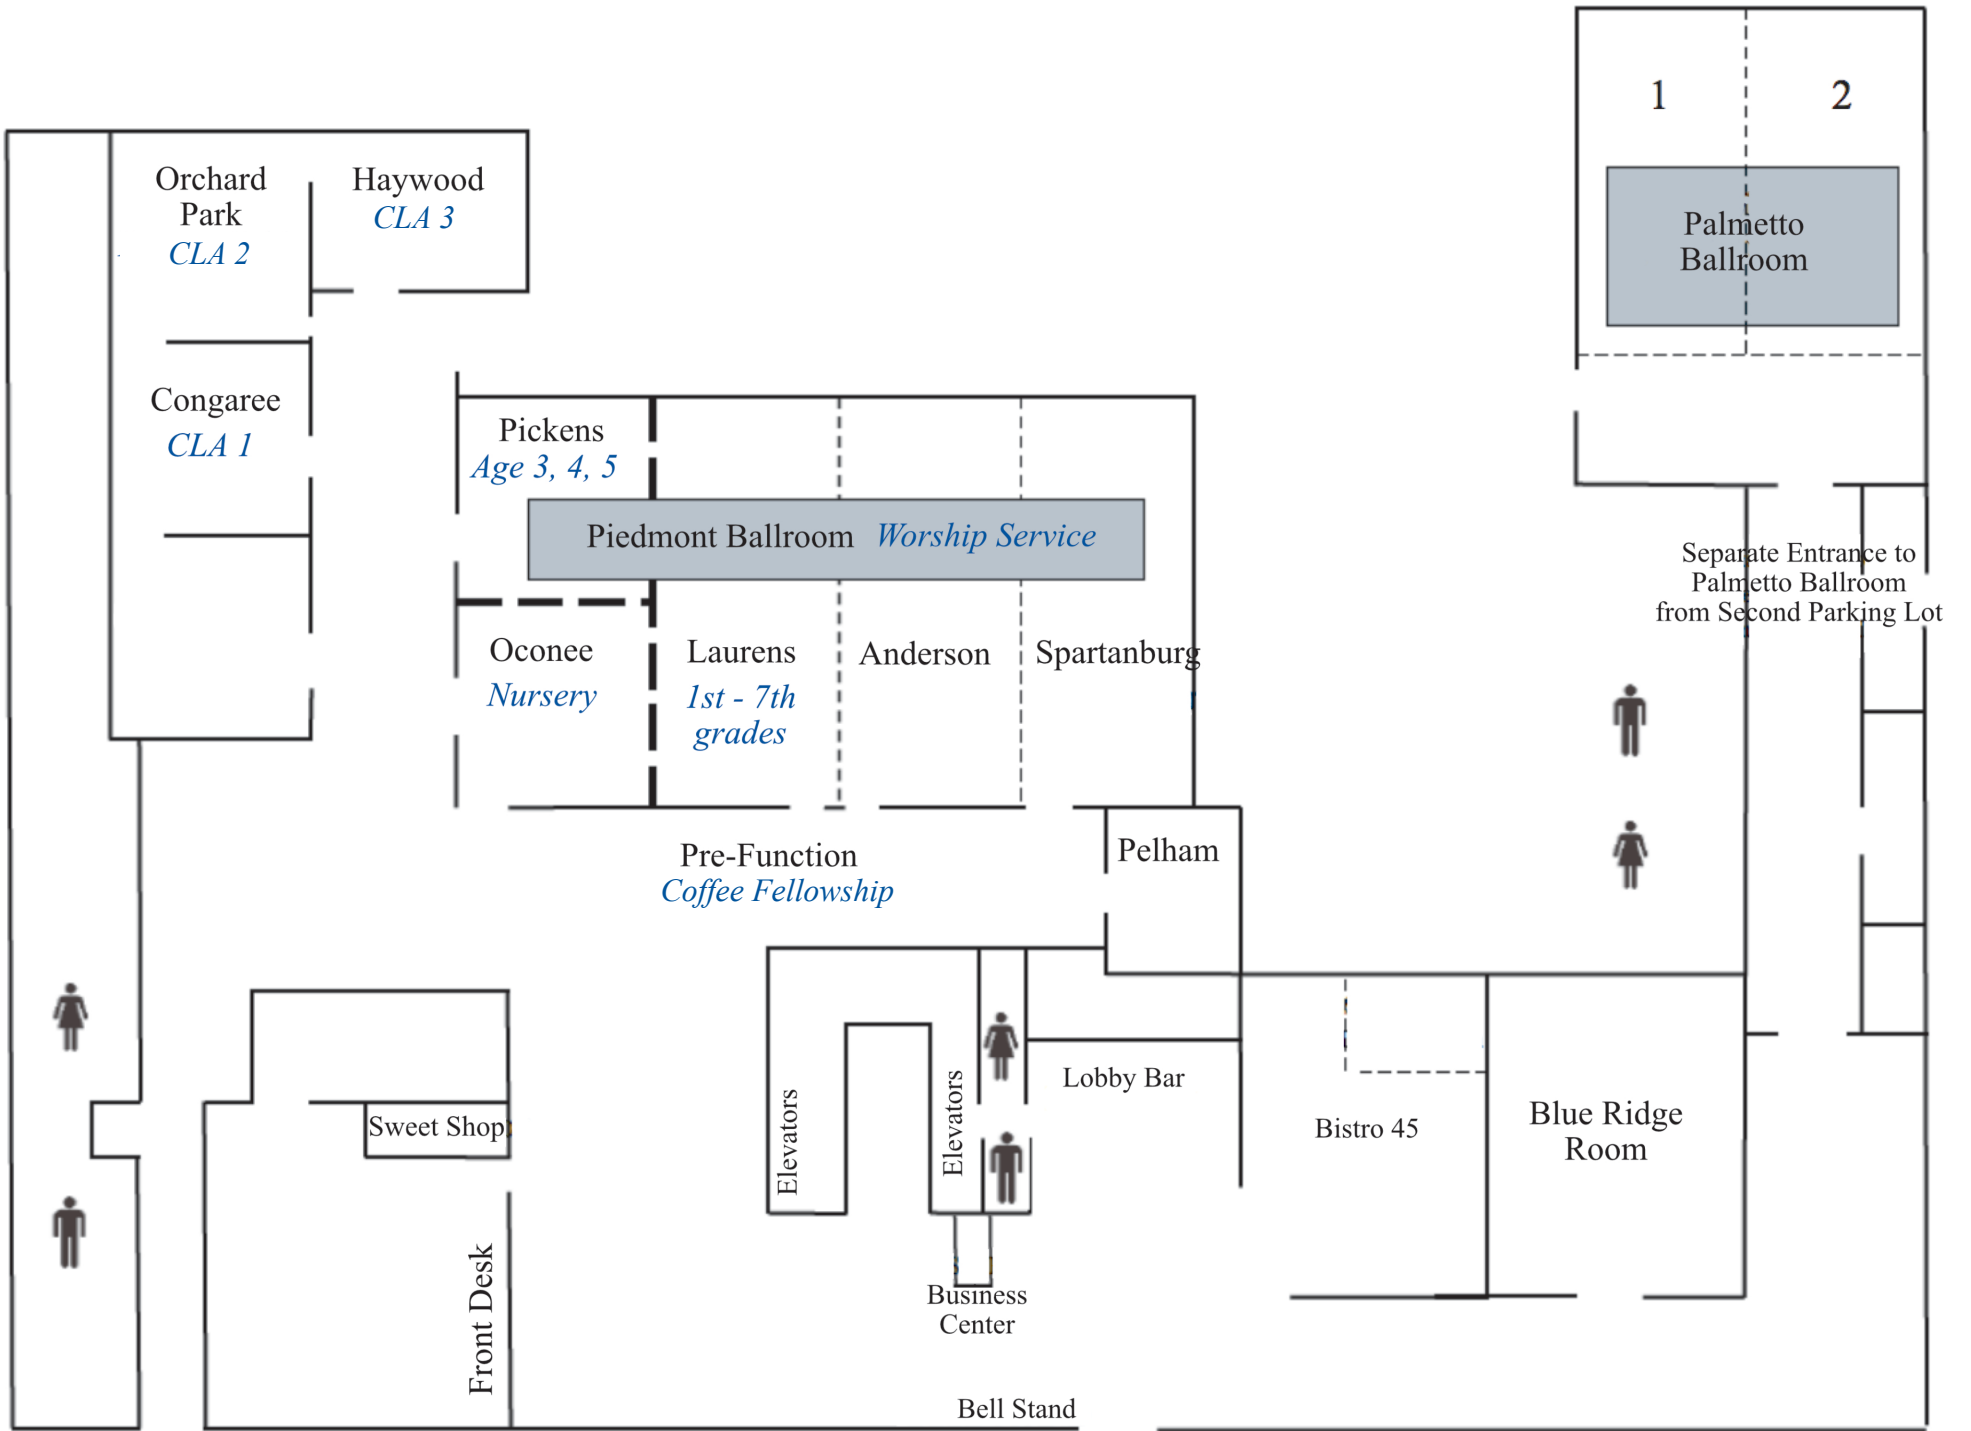 1
2
Palmetto
Ballroom
Orchard
Park
CLA 2
Haywood
CLA 3
Congaree
CLA 1
Pickens
Age 3, 4, 5
Piedmont Ballroom Worship Service
Oconee
Nursery
Laurens
1st - 7th
grades
Anderson
Spartanburg
Separate Entrance to
Palmetto Ballroom
from Second Parking Lot
Pre-Function
Coffee Fellowship
Pelham
Sweet Shop
Front Desk
Elevators
Elevators
Lobby Bar
Business
Center
Bistro 45
Blue Ridge
Room
Bell Stand